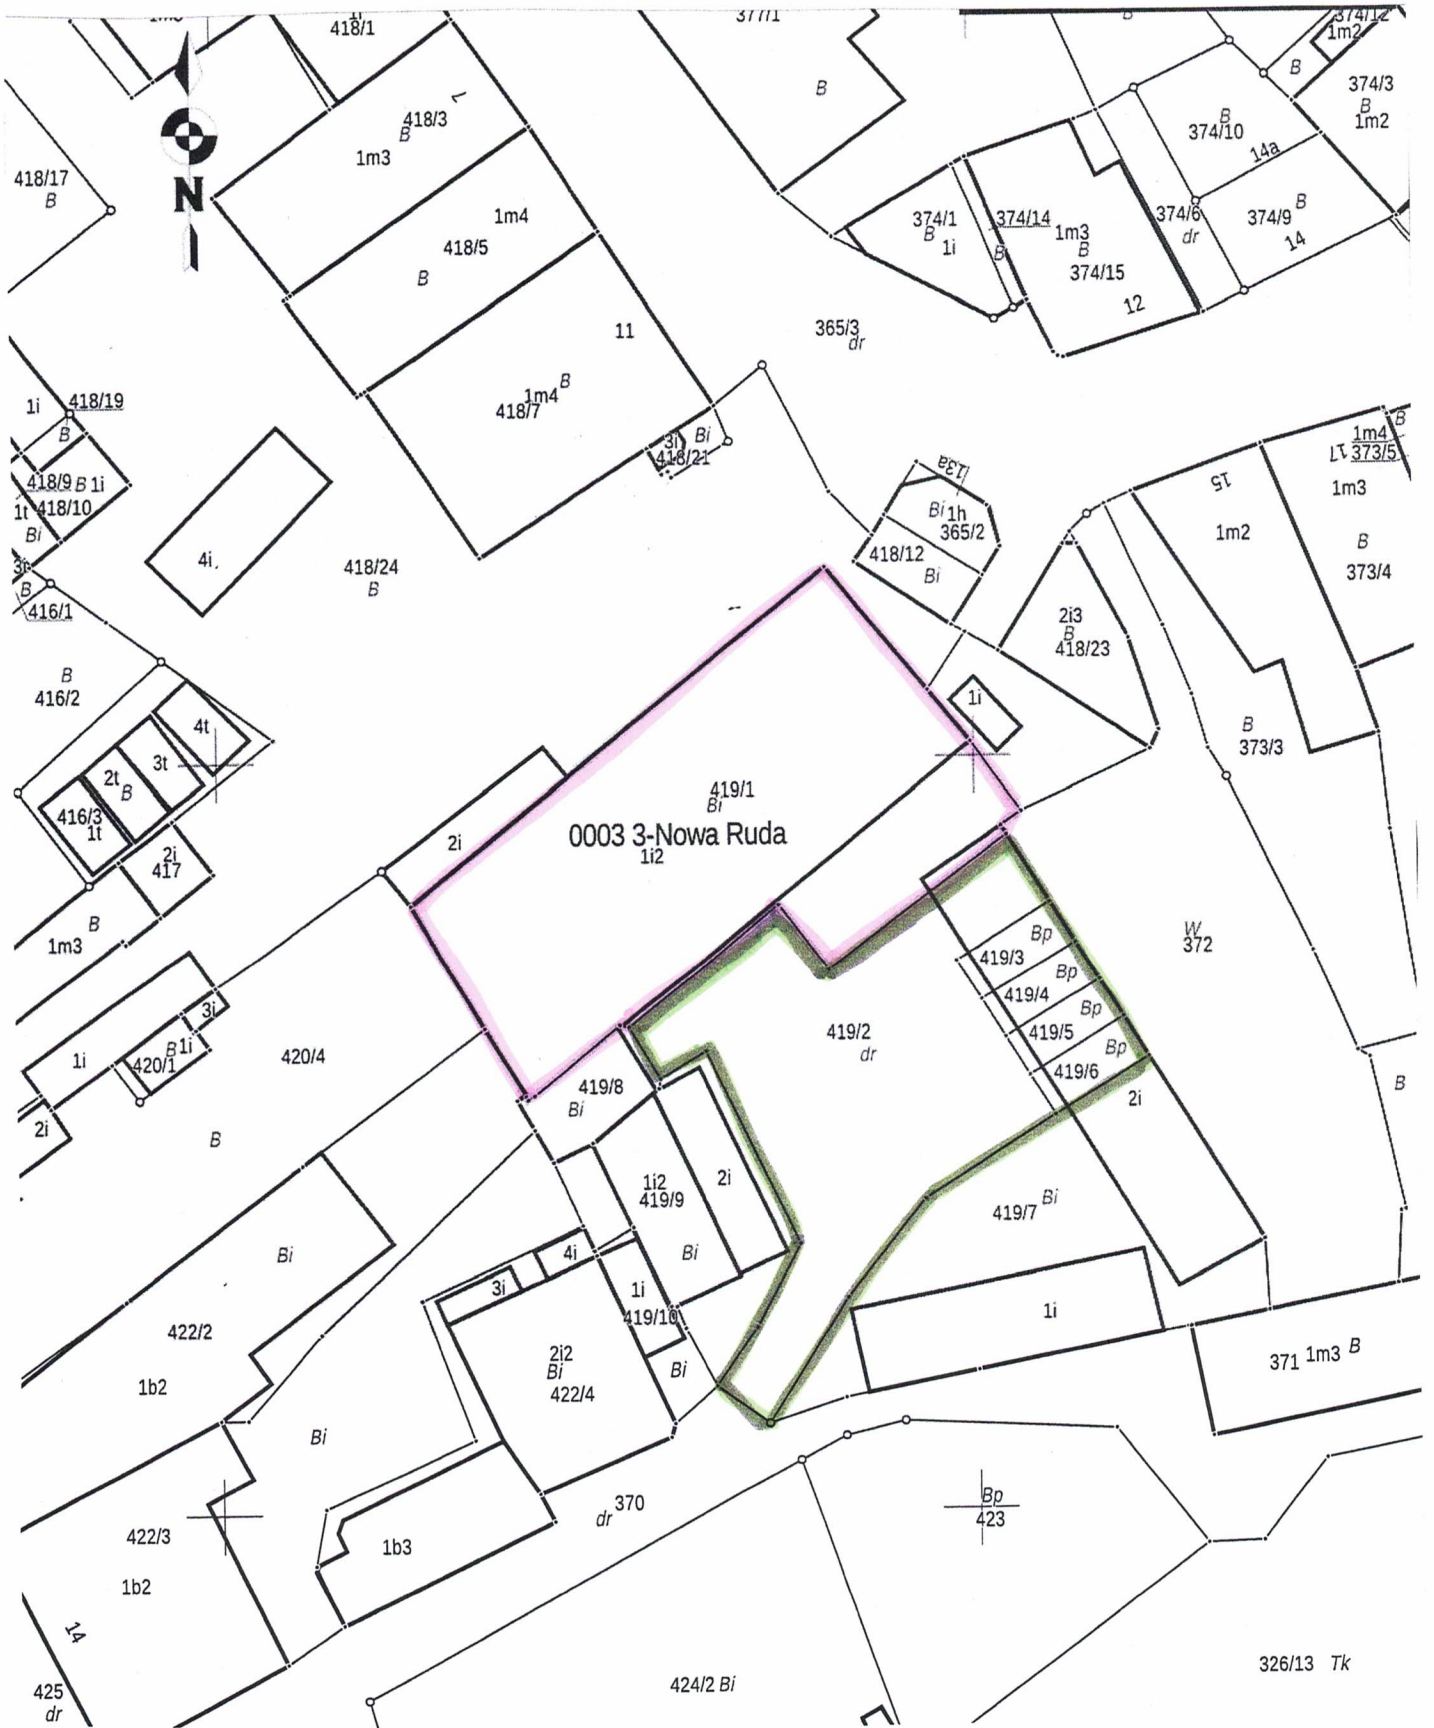 418/1
377/1
B
374/12
1m2
B
374/3
B
1m2
B
418/3
B
1m3
B
374/10
14a
418/17
B
N
1m4
418/5
B
374/1
B
1i
374/14
B
1m3
B
374/15
12
374/6
dr
374/9
B
14
11
365/3
dr
1m4
B
418/7
1i
418/19
B
3i
Bi
418/21
418/9
B
1i
1t
418/10
Bi
3i
B
416/1
4i
418/24
B
13a
Bi
1h
365/2
418/12
Bi
15
1m2
17
1m4
B
373/5
1m3
B
373/4
2i3
B
418/23
B
416/2
1i
4t
3t
2t
B
416/3
1t
2i
417
B
373/3
419/1
Bi
0003 3-Nowa Ruda
1i2
2i
B
1m3
W
372
Bp
419/3
Bp
419/4
Bp
419/5
Bp
419/6
3i
B
1i
420/1
1i
420/4
2i
B
419/2
dr
419/8
Bi
2i
B
1i2
419/9
2i
Bi
419/7
Bi
Bi
4i
3i
1i
419/10
1i
422/2
1b2
2i2
Bi
422/4
Bi
371
1m3
B
Bi
422/3
1b2
1b3
dr
370
Bp
423
14
425
dr
424/2 Bi
326/13 Tk